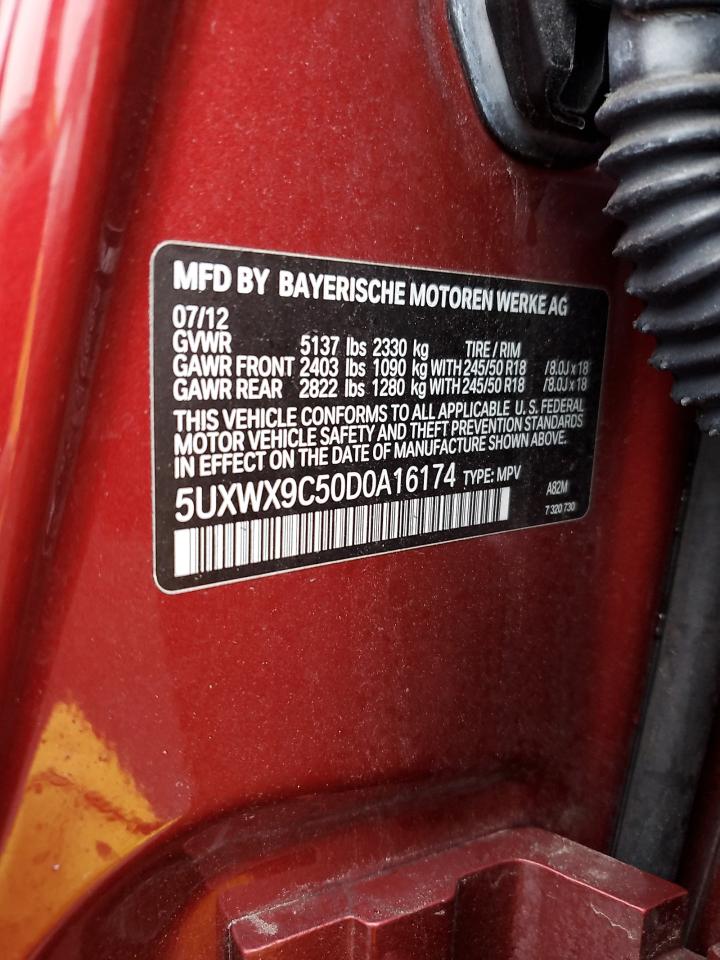 MFD BY BAYERISCHE MOTOREN WERKE AG
07/12
GVWR 5137 lbs 2330 kg TIRE / RIM
GAWR FRONT 2403 lbs 1090 kg WITH 245/50 R18 /8.0J x 18
GAWR REAR 2822 lbs 1280 kg WITH 245/50 R18 /8.0J x 18
THIS VEHICLE CONFORMS TO ALL APPLICABLE U.S. FEDERAL
MOTOR VEHICLE SAFETY AND THEFT PREVENTION STANDARDS
IN EFFECT ON THE DATE OF MANUFACTURE SHOWN ABOVE.
5UXWX9C50D0A16174 TYPE: MPV A82M
7 320 730